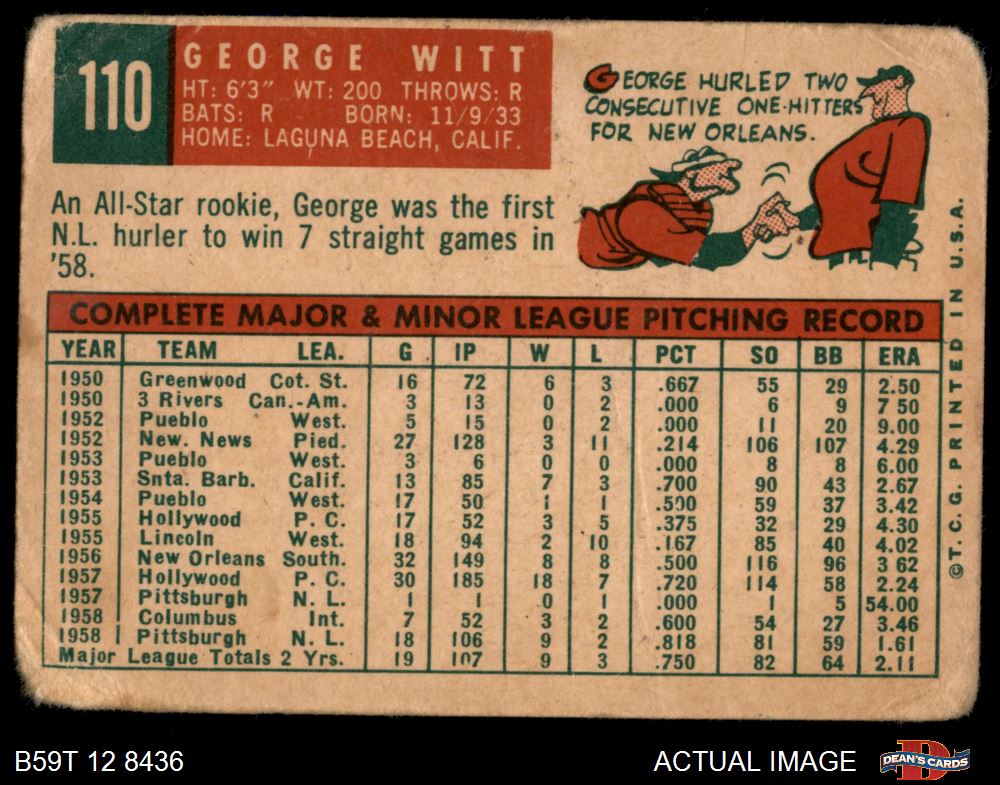 110
GEORGE WITT
HT: 6'3" WT: 200 THROWS: R
BATS: R BORN: 11/9/33
HOME: LAGUNA BEACH, CALIF.
GEORGE HURLED TWO
CONSECUTIVE ONE-HITTERS
FOR NEW ORLEANS.
An All-Star rookie, George was the first
N.L. hurler to win 7 straight games in
'58.
COMPLETE MAJOR & MINOR LEAGUE PITCHING RECORD
YEAR TEAM LEA. G IP W L PCT SO BB ERA
1950 Greenwood Cot. St. 16 72 6 3 .667 55 29 2.50
1950 3 Rivers Can.-Am. 3 13 0 2 .000 6 9 7 50
1952 Pueblo West. 5 15 0 2 .000 11 20 9.00
1952 New. News Pied. 27 128 3 11 .214 106 107 4.29
1953 Pueblo West. 3 6 0 0 .000 8 8 6.00
1953 Snta. Barb. Calif. 13 85 7 3 .700 90 43 2.67
1954 Pueblo West. 17 50 1 1 .500 59 37 3.42
1955 Hollywood P. C. 17 52 3 5 .375 32 29 4.30
1955 Lincoln West. 18 94 2 10 .167 85 40 4.02
1956 New Orleans South. 32 149 8 8 .500 116 96 3 62
1957 Hollywood P. C. 30 185 18 7 .720 114 58 2.24
1957 Pittsburgh N. L. 1 1 0 1 .000 1 5 54.00
1958 Columbus Int. 7 52 3 2 .600 54 27 3.46
1958 Pittsburgh N. L. 18 106 9 2 .818 81 59 1.61
Major League Totals 2 Yrs. 19 107 9 3 .750 82 64 2.11
©T. C. G. PRINTED IN U.S.A.
B59T 12 8436
ACTUAL IMAGE
D
DEAN'S CARDS